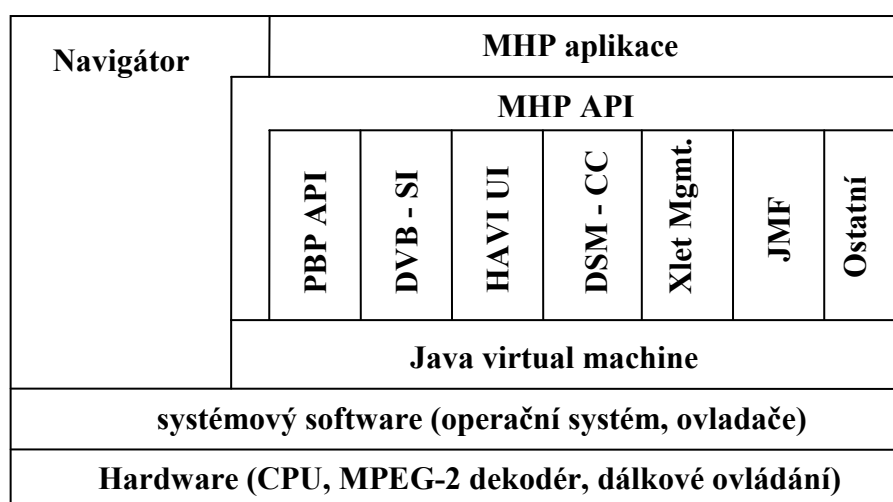 Navigátor
MHP aplikace
MHP API
PBP API
DVB - SI
HAVI UI
DSM - CC
Xlet Mgmt.
JMF
Ostatní
Java virtual machine
systémový software (operační systém, ovladače)
Hardware (CPU, MPEG-2 dekodér, dálkové ovládání)